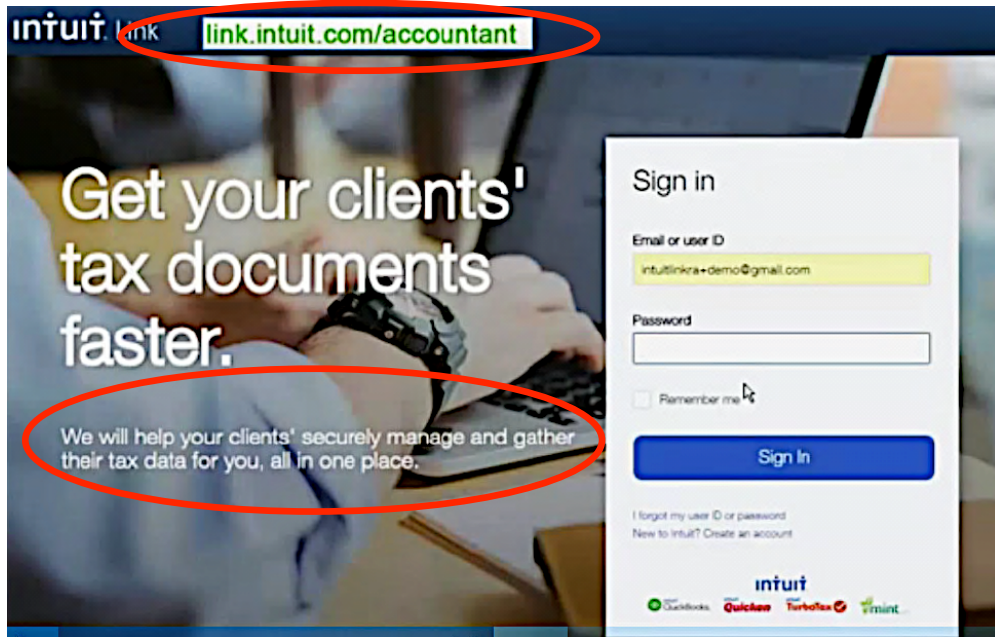 ıntuıt. Link
link.intuit.com/accountant
Get your clients'
tax documents
faster.
We will help your clients' securely manage and gather
their tax data for you, all in one place.
Sign in
Email or user ID
intuitlinkra+demo@gmail.com
Password
Remember me
Sign In
I forgot my user ID or password
New to Intuit? Create an account
ıntuıt
QuickBooks. Quicken TurboTax mint